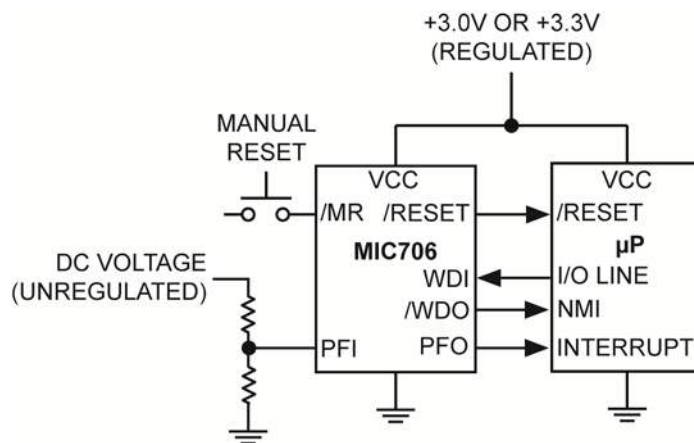 +3.0V OR +3.3V
(REGULATED)
MANUAL
RESET
VCC
VCC
/MR
/RESET
/RESET
MIC706
µP
DC VOLTAGE
(UNREGULATED)
WDI
I/O LINE
/WDO
NMI
PFI
PFO
INTERRUPT